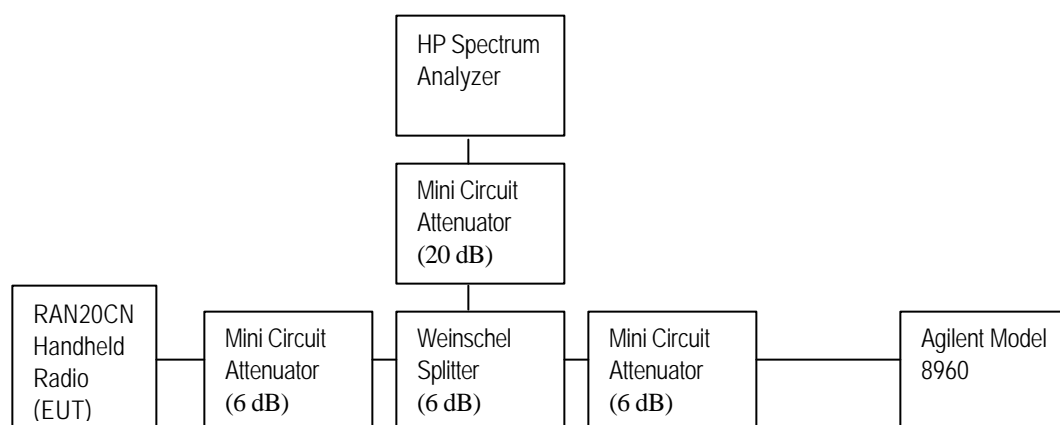 HP Spectrum
Analyzer
Mini Circuit
Attenuator
(20 dB)
RAN20CN
Handheld
Radio
(EUT)
Mini Circuit
Attenuator
(6 dB)
Weinschel
Splitter
(6 dB)
Mini Circuit
Attenuator
(6 dB)
Agilent Model
8960